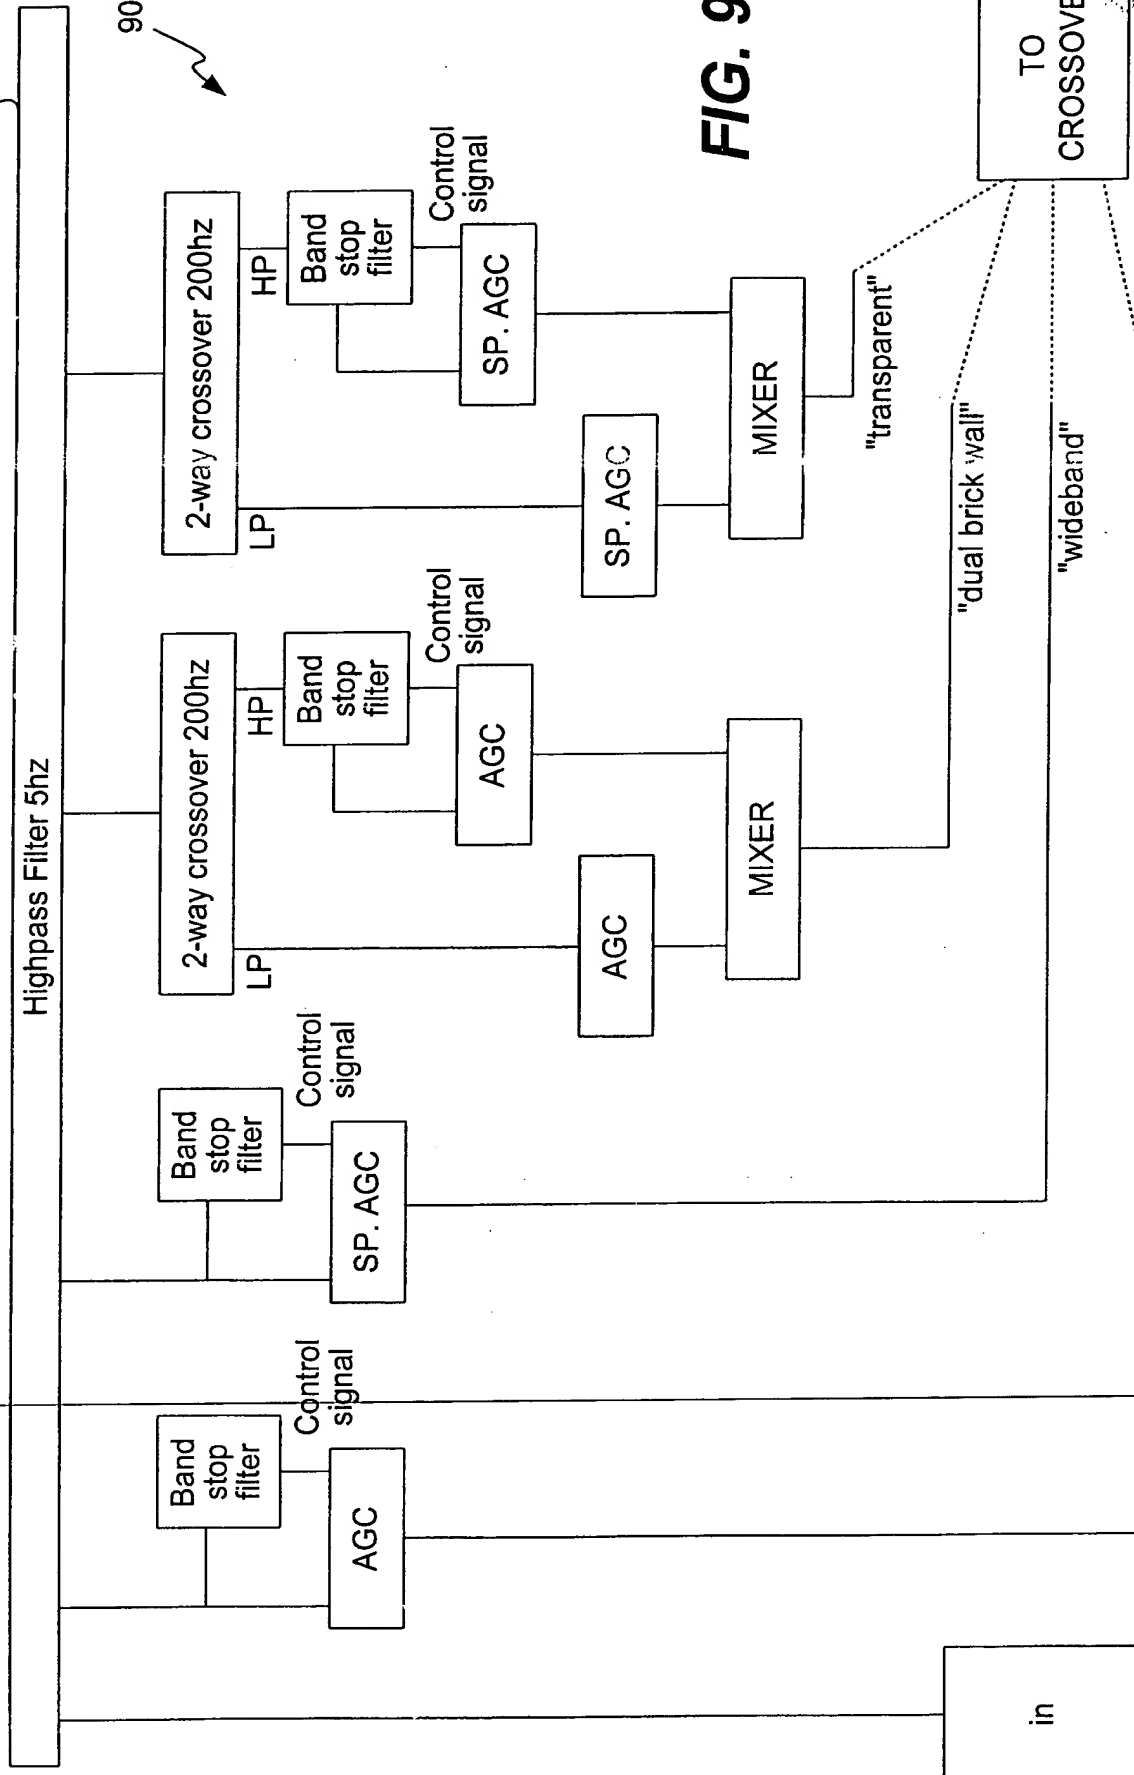 Highpass Filter 5hz
90
Band
stop
filter
Control
signal
AGC
Band
stop
filter
Control
signal
SP. AGC
2-way crossover 200hz
LP
HP
Band
stop
filter
Control
signal
AGC
AGC
MIXER
2-way crossover 200hz
LP
HP
Band
stop
filter
Control
signal
SP. AGC
SP. AGC
MIXER
"transparent"
"dual brick wall"
"wideband"
in
FIG. 9
TO
CROSSOVE